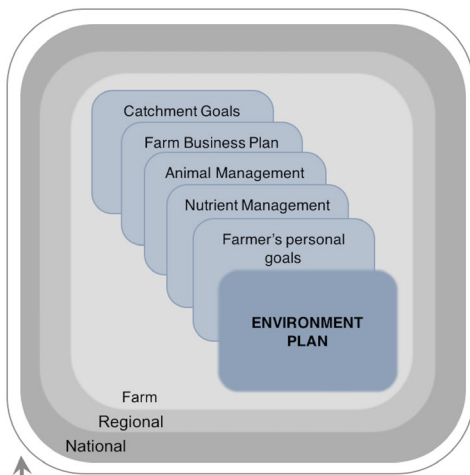 Catchment Goals
Farm Business Plan
Animal Management
Nutrient Management
Farmer's personal
goals
ENVIRONMENT
PLAN
Farm
Regional
National